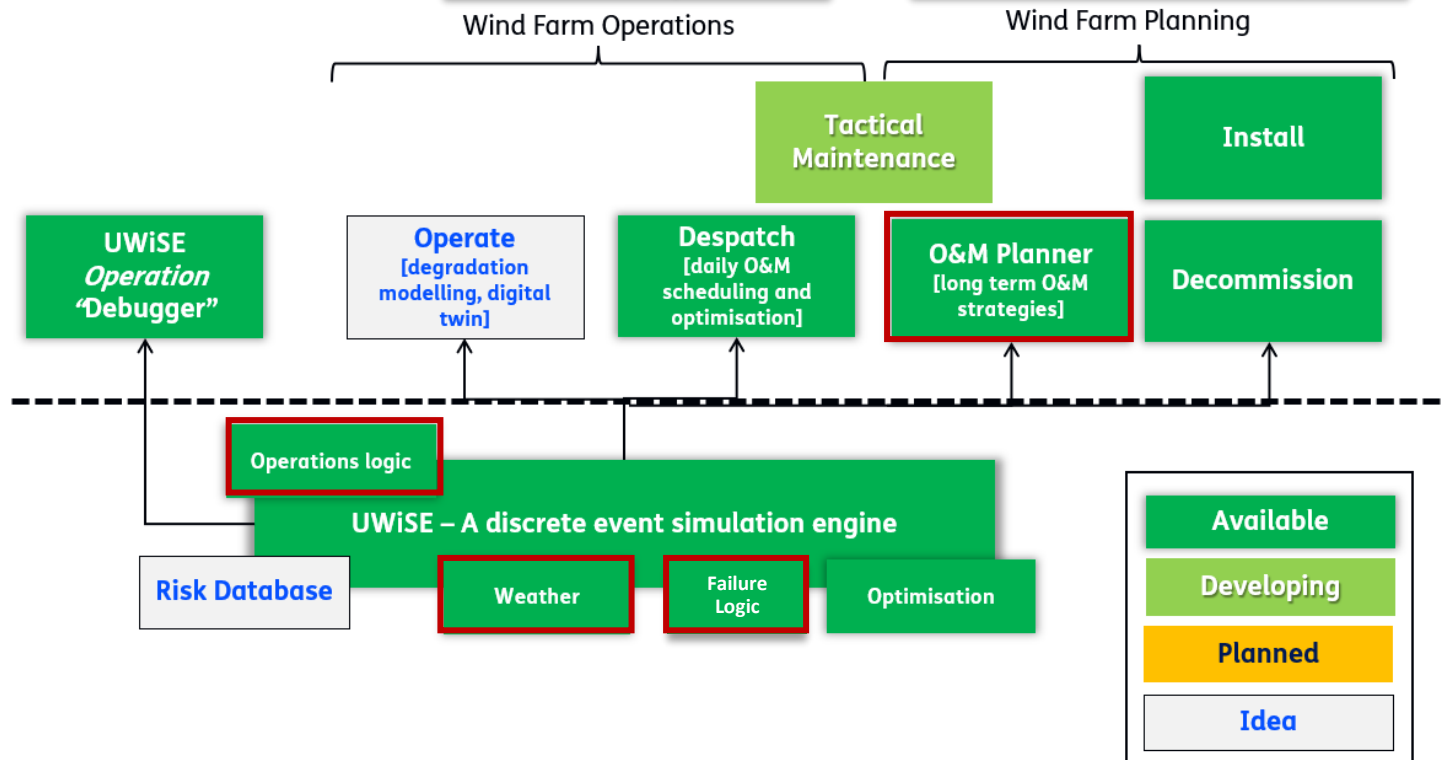 Wind Farm Operations
Wind Farm Planning
Tactical
Maintenance
Install
UWiSE
Operation
“Debugger”
Operate
[degradation
modelling, digital
twin]
Despatch
[daily O&M
scheduling and
optimisation]
O&M Planner
[long term O&M
strategies]
Decommission
Operations logic
UWiSE – A discrete event simulation engine
Risk Database
Weather
Failure
Logic
Optimisation
Available
Developing
Planned
Idea